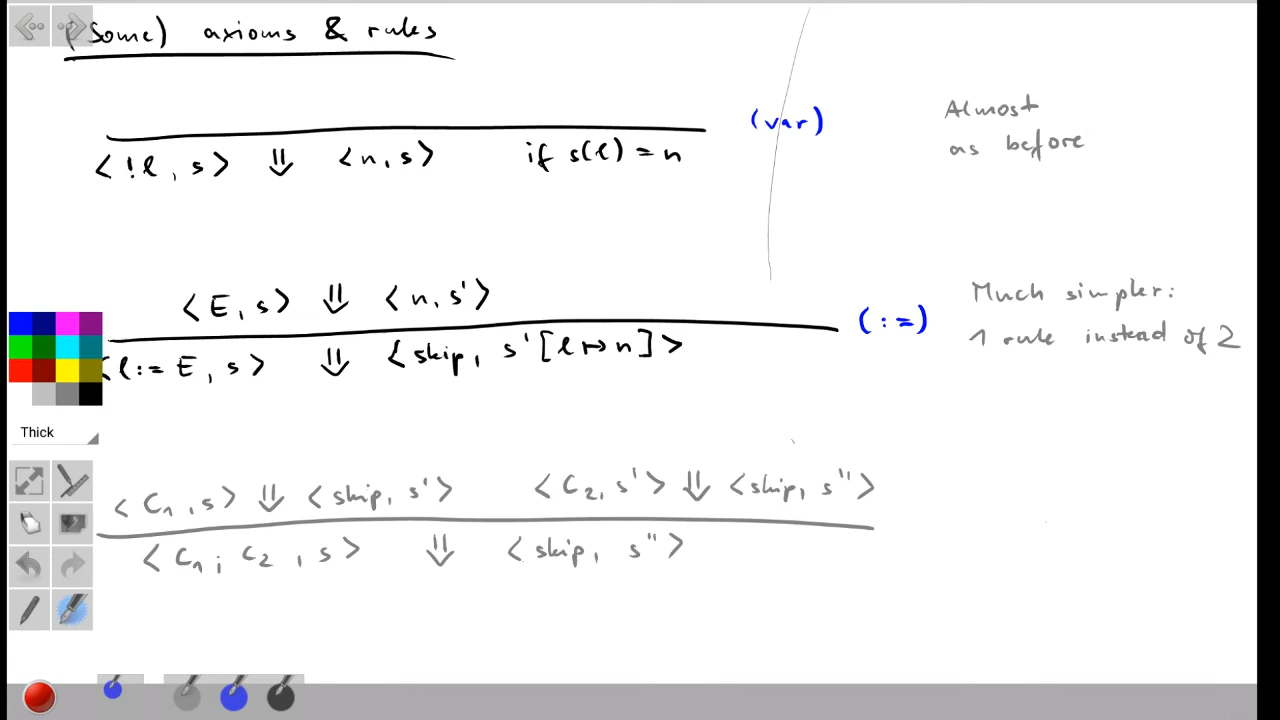 (some) axioms & rules
(var)
Almost
as before
<!l, s> ⇓ <n, s> if s(l) = n
<E, s> ⇓ <n, s'>
(:=)
Much simpler:
1 rule instead of 2
<l:= E, s> ⇓ <skip, s'[l ↦ n]>
Thick
<C₁, s> ⇓ <skip, s'> <C₂, s'> ⇓ <skip, s''>
<C₁; C₂, s> ⇓ <skip, s''>